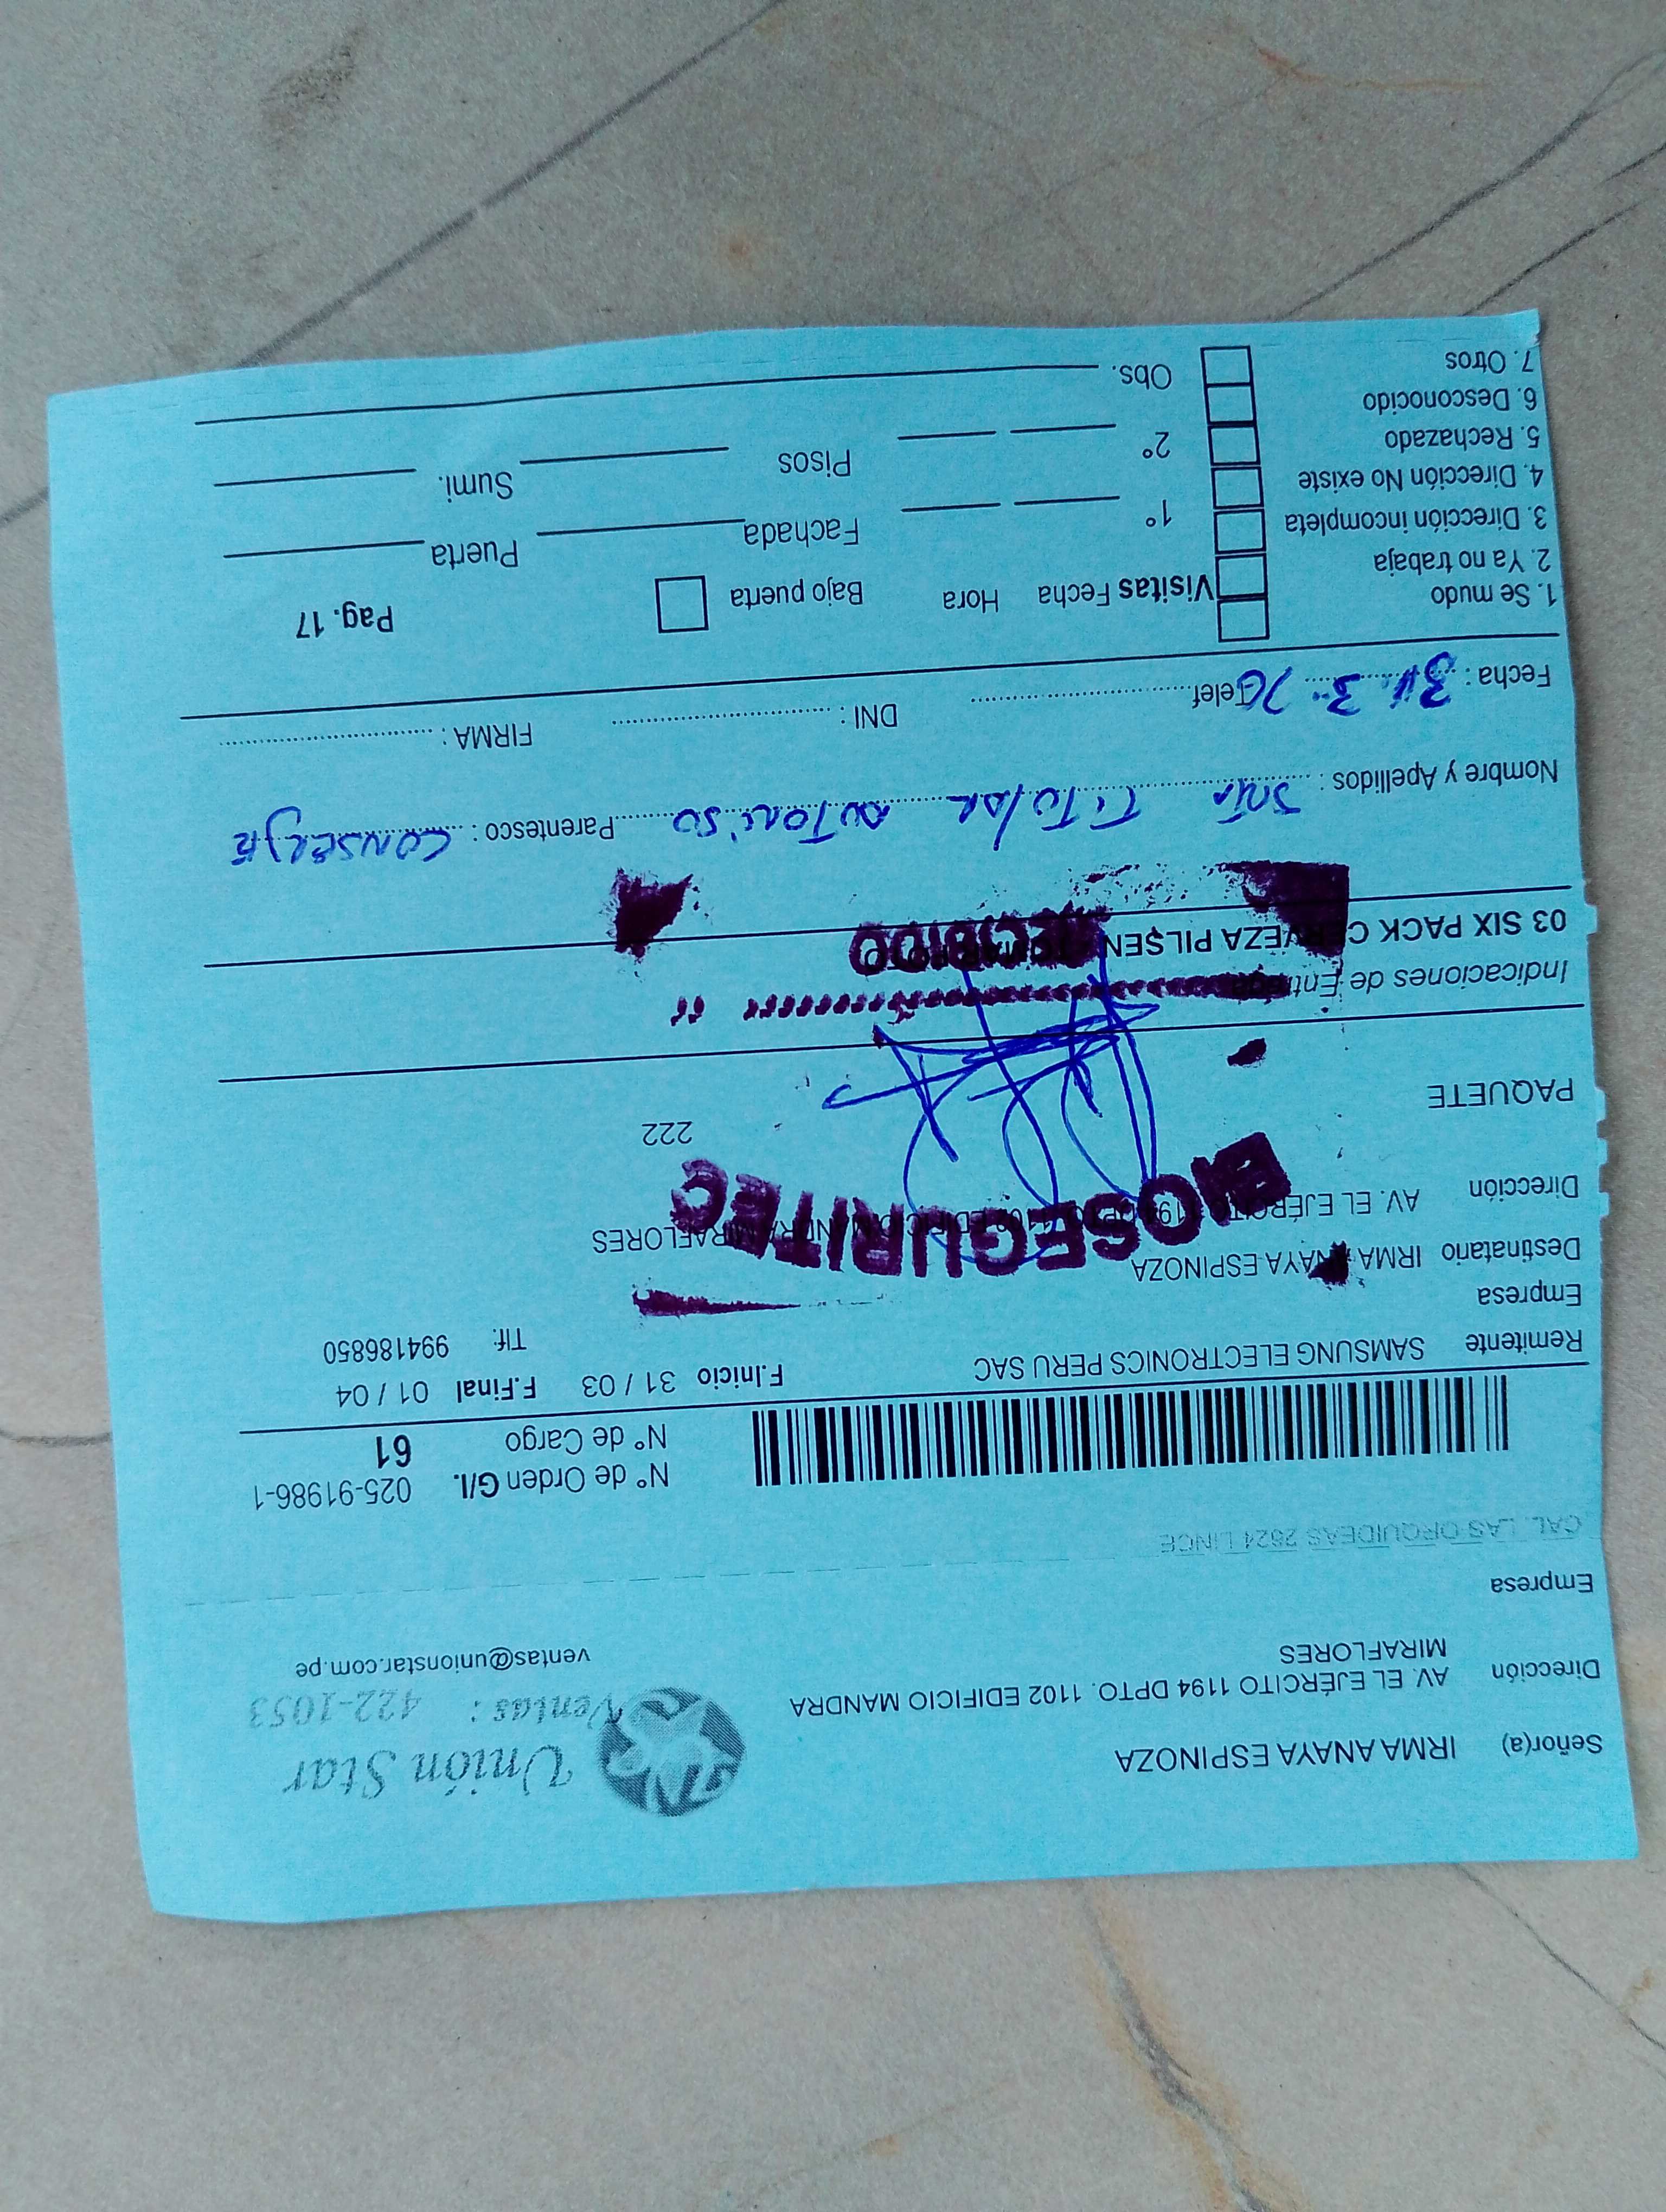 Señor(a) IRMA ANAYA ESPINOZA
Unión Star
Dirección AV. EL EJÉRCITO 1194 DPTO. 1102 EDIFICIO MANDRA
MIRAFLORES
Ventas : 422-1053
ventas@unionstar.com.pe
Empresa
CAL. LAS ORQUIDEAS 2624 LINCE
N° de Orden G/I. 025-91986-1
N° de Cargo 61
Remitente SAMSUNG ELECTRONICS PERU SAC F.Inicio 31 / 03 F.Final 01 / 04
Empresa Tlf: 994186850
Destinatario IRMA ANAYA ESPINOZA
Dirección AV. EL EJÉRCITO MIRAFLORES
BIOSEGURITEC
222
PAQUETE
Indicaciones de Entrega
03 SIX PACK CERVEZA PILSEN
RECIBIDO
Nombre y Apellidos : TiTolar AuTorizo Parentesco : CONSERJE
Fecha : Telef. DNI : FIRMA :
1. Se mudo
2. Ya no trabaja
3. Dirección incompleta
4. Dirección No existe
5. Rechazado
6. Desconocido
7. Otros
Visitas Fecha Hora
1°
2°
Obs.
Bajo puerta Pag. 17
Fachada Puerta
Pisos Sumi.